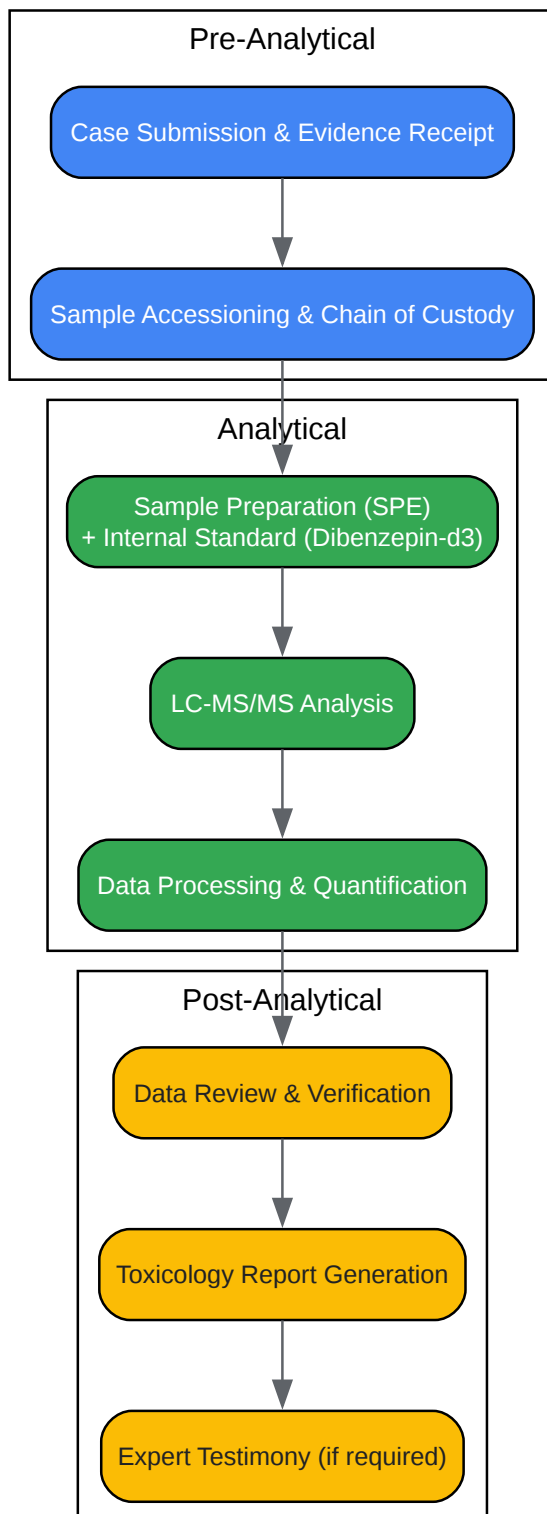 Pre-Analytical
Case Submission & Evidence Receipt
Sample Accessioning & Chain of Custody
Analytical
Sample Preparation (SPE)
+ Internal Standard (Dibenzepin-d3)
LC-MS/MS Analysis
Data Processing & Quantification
Post-Analytical
Data Review & Verification
Toxicology Report Generation
Expert Testimony (if required)